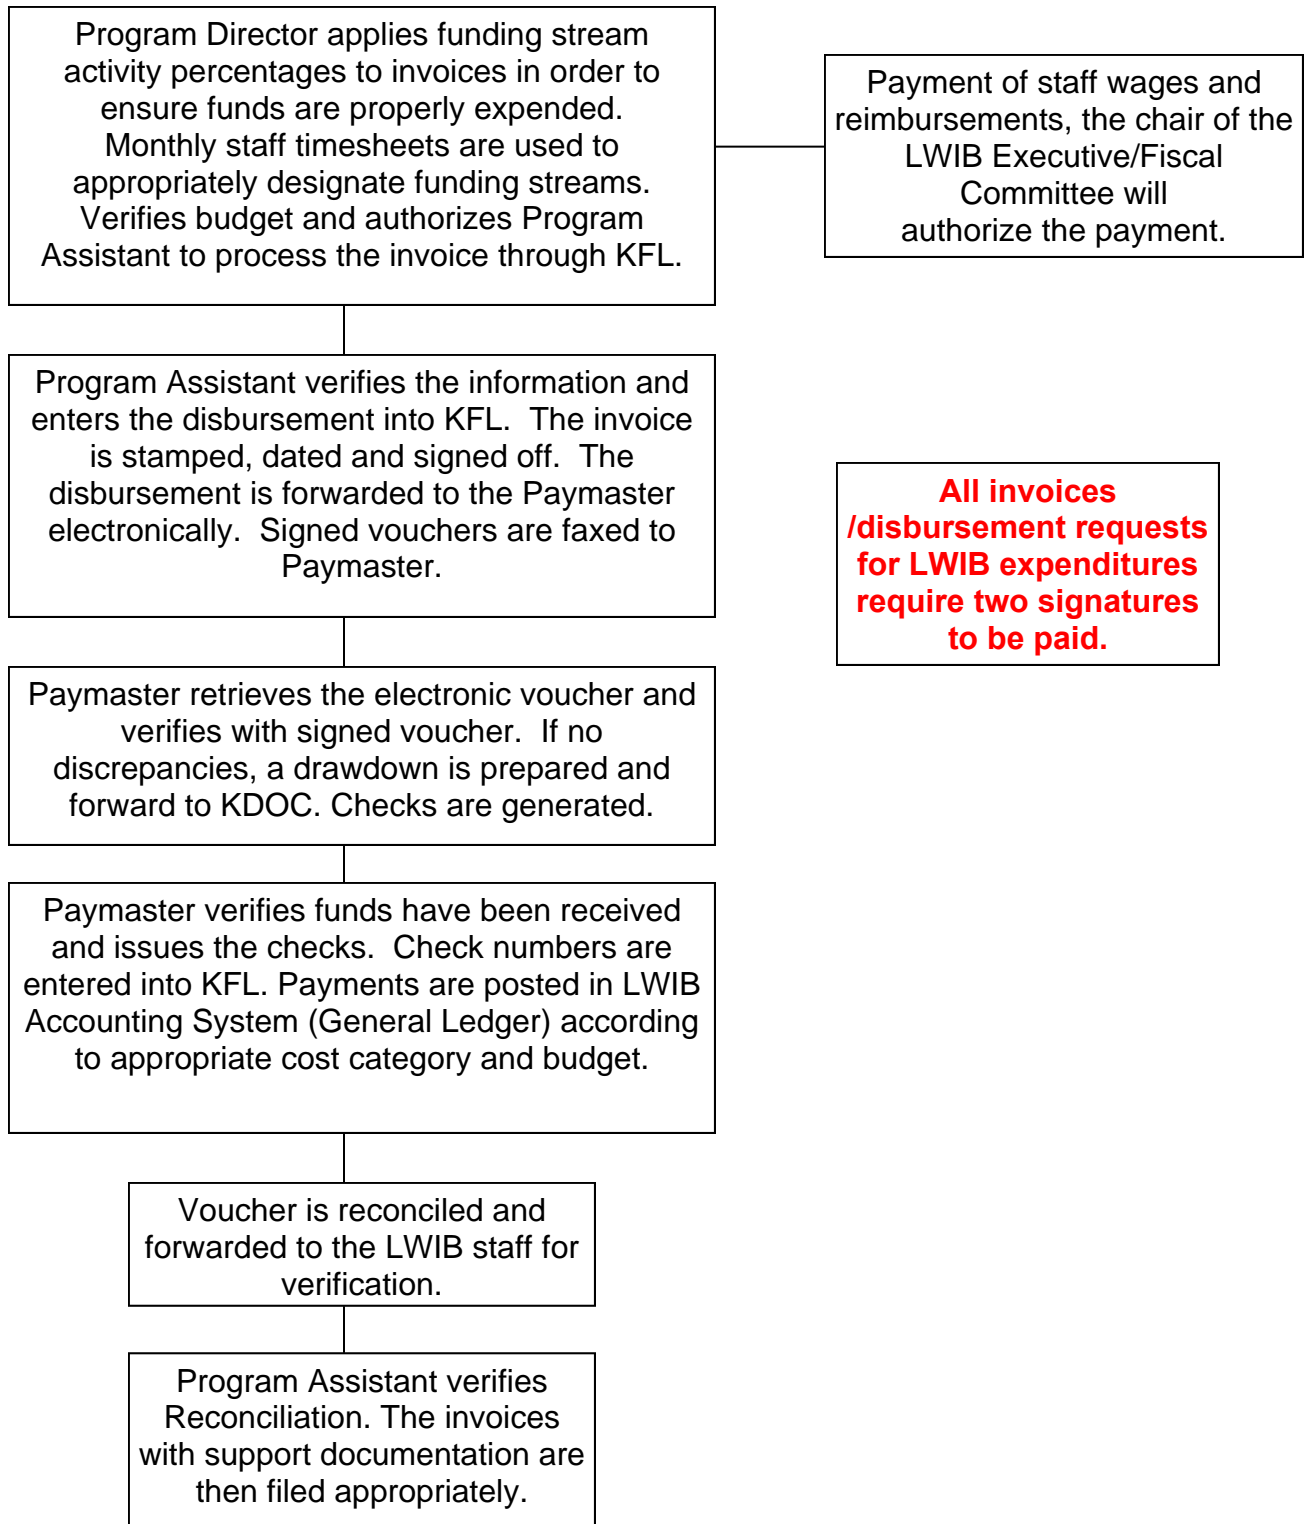 Program Director applies funding stream
activity percentages to invoices in order to
ensure funds are properly expended.
Monthly staff timesheets are used to
appropriately designate funding streams.
Verifies budget and authorizes Program
Assistant to process the invoice through KFL.
Payment of staff wages and
reimbursements, the chair of the
LWIB Executive/Fiscal
Committee will
authorize the payment.
Program Assistant verifies the information and
enters the disbursement into KFL.  The invoice
is stamped, dated and signed off.  The
disbursement is forwarded to the Paymaster
electronically.  Signed vouchers are faxed to
Paymaster.
All invoices
/disbursement requests
for LWIB expenditures
require two signatures
to be paid.
Paymaster retrieves the electronic voucher and
verifies with signed voucher.  If no
discrepancies, a drawdown is prepared and
forward to KDOC. Checks are generated.
Paymaster verifies funds have been received
and issues the checks.  Check numbers are
entered into KFL. Payments are posted in LWIB
Accounting System (General Ledger) according
to appropriate cost category and budget.
Voucher is reconciled and
forwarded to the LWIB staff for
verification.
Program Assistant verifies
Reconciliation. The invoices
with support documentation are
then filed appropriately.